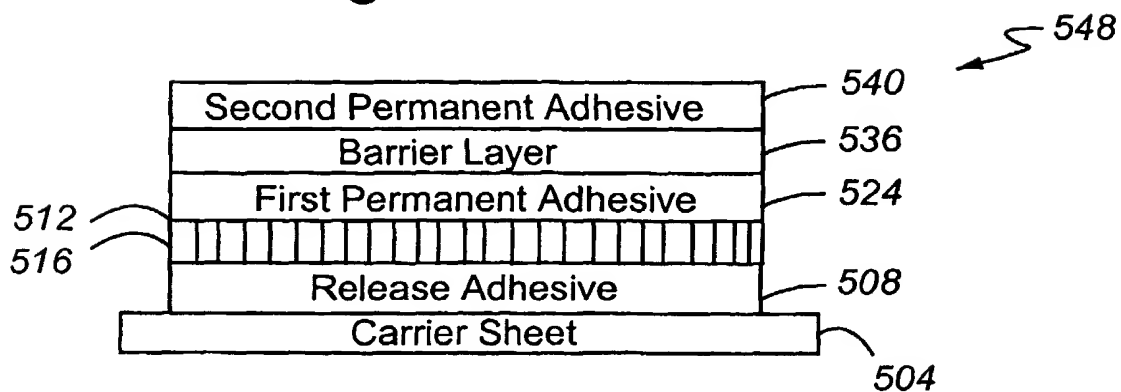 548
Second Permanent Adhesive 540
Barrier Layer 536
First Permanent Adhesive 524
512
516
Release Adhesive 508
Carrier Sheet
504